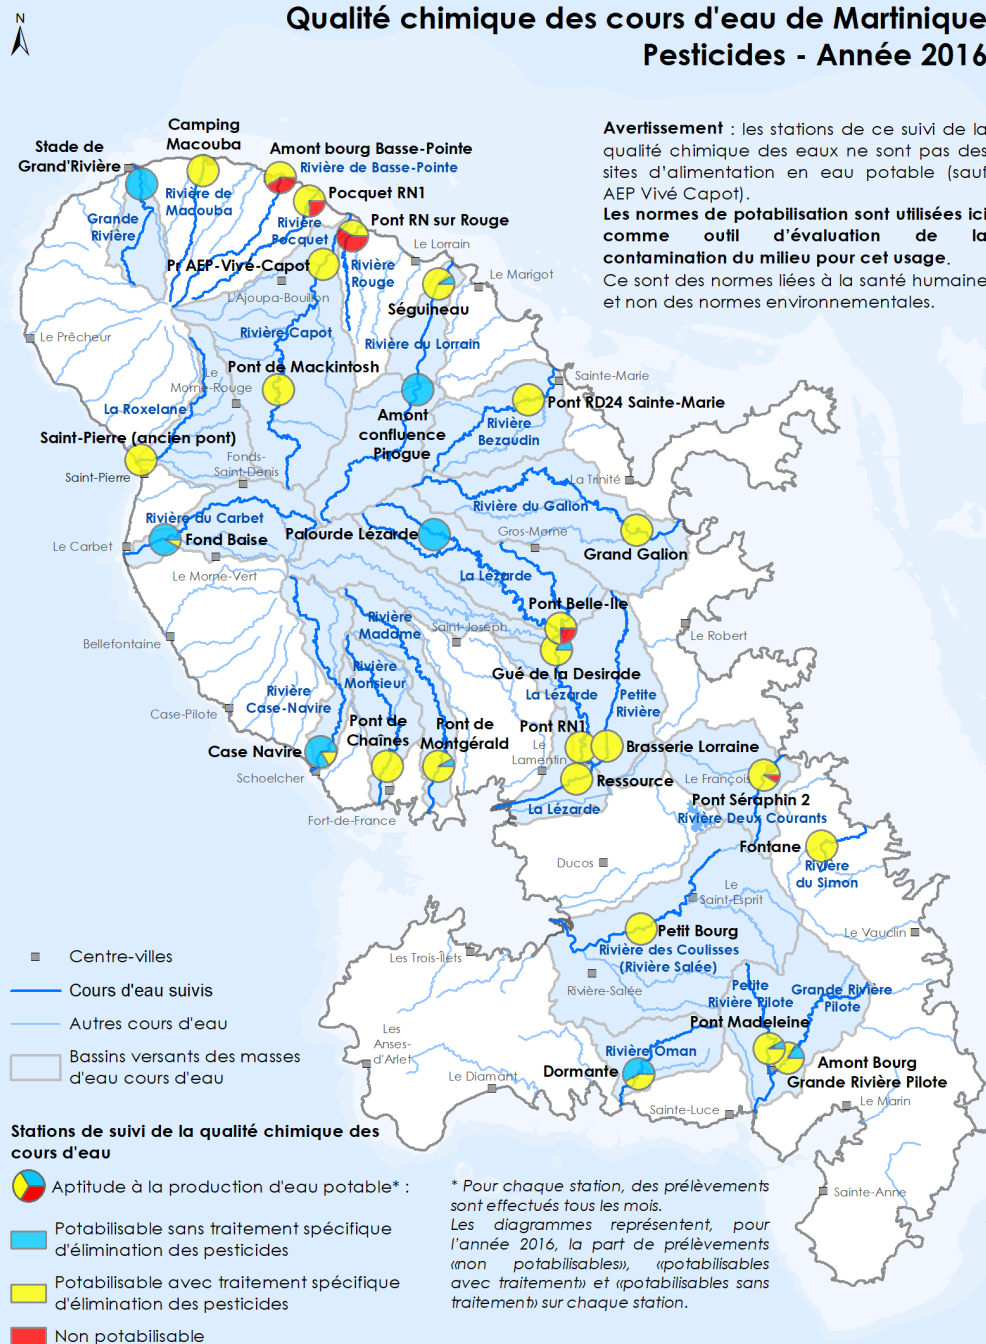 N
Qualité chimique des cours d'eau de Martinique
Pesticides - Année 2016
Avertissement : les stations de ce suivi de la
qualité chimique des eaux ne sont pas des
sites d'alimentation en eau potable (sauf
AEP Vivé Capot).
Les normes de potabilisation sont utilisées ici
comme outil d'évaluation de la
contamination du milieu pour cet usage.
Ce sont des normes liées à la santé humaine
et non des normes environnementales.
Camping
Macouba
Stade de
Grand'Rivière
Amont bourg Basse-Pointe
Rivière de Basse-Pointe
Rivière de
Macouba
Pocquet RN1
Grande
Rivière
Rivière
Pocquet
Pont RN sur Rouge
Le Lorrain
Pr AEP-Vivé-Capot
Rivière
Rouge
Le Marigot
L'Ajoupa-Bouillon
Séguineau
Le Prêcheur
Rivière Capot
Rivière du Lorrain
Pont de Mackintosh
Le
Morne-Rouge
Sainte-Marie
La Roxelane
Pont RD24 Sainte-Marie
Amont
confluence
Pirogue
Rivière
Bezaudin
Saint-Pierre (ancien pont)
Fonds-
Saint-Denis
Saint-Pierre
La Trinité
Rivière du Galion
Rivière du Carbet
Fond Baise
Palourde Lézarde
Gros-Morne
Le Carbet
Grand Galion
Le Morne-Vert
La Lézarde
Pont Belle-Ile
Rivière
Madame
Saint-Joseph
Bellefontaine
Le Robert
Rivière
Monsieur
Gué de la Desirade
Rivière
Case-Navire
La Lézarde
Petite
Rivière
Case-Pilote
Pont de
Chaînes
Pont de
Montgérald
Pont RN1
Case Navire
Le
Lamentin
Brasserie Lorraine
Schoelcher
Ressource
Le François
Pont Séraphin 2
Rivière Deux Courants
La Lézarde
Fort-de-France
Fontane
Ducos
Rivière
du Simon
Le
Saint-Esprit
Petit Bourg
Le Vauclin
Rivière des Coulisses
(Rivière Salée)
Les Trois-Îlets
Rivière-Salée
Petite
Rivière Pilote
Grande Rivière
Pilote
Pont Madeleine
Les
Anses-
d'Arlet
Rivière Oman
Dormante
Amont Bourg
Grande Rivière Pilote
Le Diamant
Sainte-Luce
Le Marin
Sainte-Anne
Centre-villes
Cours d'eau suivis
Autres cours d'eau
Bassins versants des masses
d'eau cours d'eau
Stations de suivi de la qualité chimique des
cours d'eau
Aptitude à la production d'eau potable* :
Potabilisable sans traitement spécifique
d'élimination des pesticides
Potabilisable avec traitement spécifique
d'élimination des pesticides
Non potabilisable
* Pour chaque station, des prélèvements
sont effectués tous les mois.
Les diagrammes représentent, pour
l'année 2016, la part de prélèvements
«non potabilisables», «potabilisables
avec traitement» et «potabilisables sans
traitement» sur chaque station.